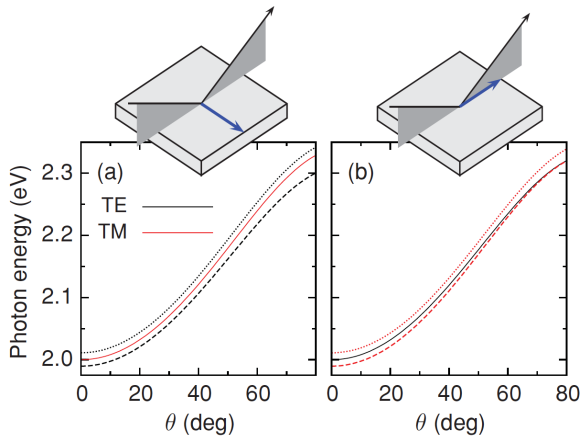 (a) (b)
TE
TM
Photon energy (eV)
2.3
2.2
2.1
2.0
0 20 40 60 0 20 40 60 80
θ (deg) θ (deg)